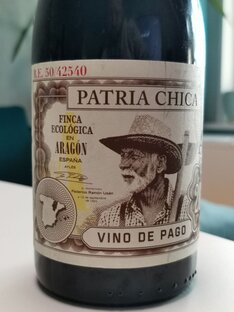 R.E. 50 42540
PATRIA CHICA
FINCA
ECOLÓGICA
EN
ARAGÓN
ESPAÑA
VINO DE PAGO